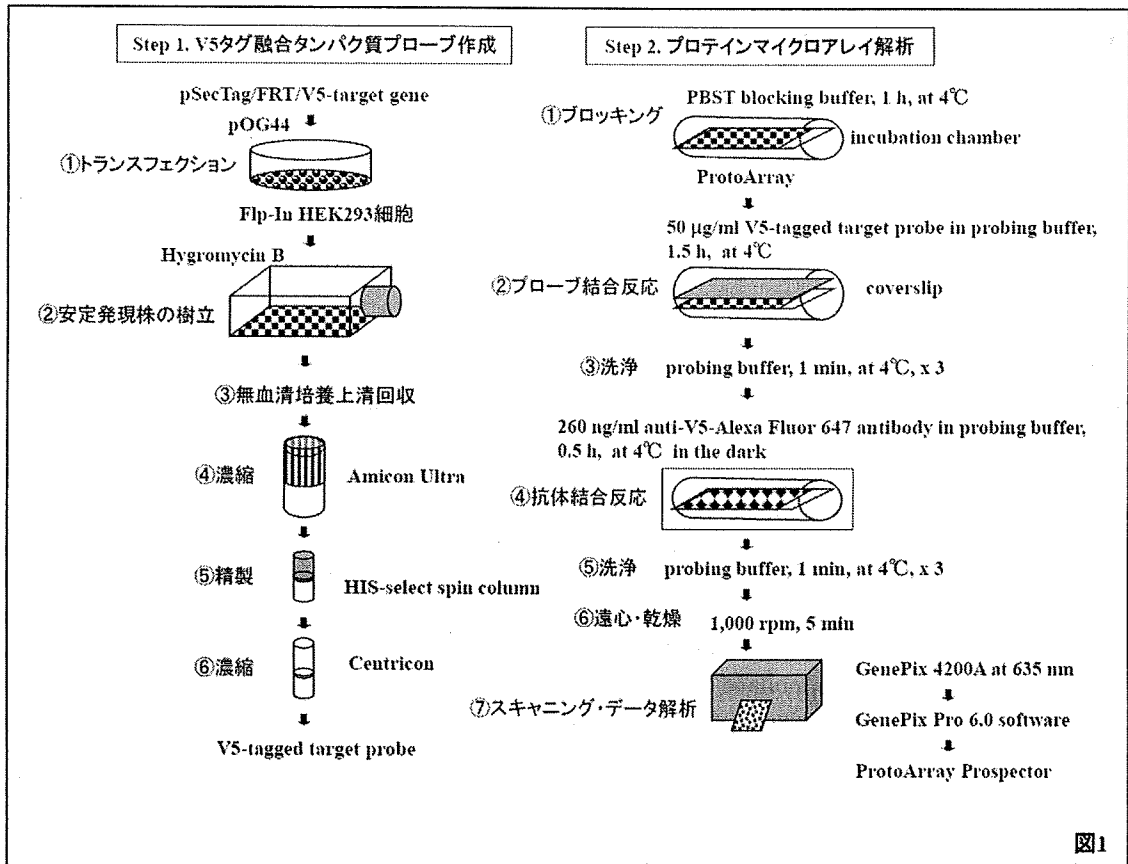 Step 1. V5タグ融合タンパク質プローブ作成
pSecTag/FRT/V5-target gene
pOG44
①トランスフェクション
Flp-In HEK293細胞
Hygromycin B
②安定発現株の樹立
③無血清培養上清回収
④濃縮
Amicon Ultra
⑤精製
HIS-select spin column
⑥濃縮
Centricon
V5-tagged target probe
Step 2. プロテインマイクロアレイ解析
PBST blocking buffer, 1 h, at 4℃
①ブロッキング
incubation chamber
ProtoArray
50 µg/ml V5-tagged target probe in probing buffer,
1.5 h, at 4℃
②プローブ結合反応
coverslip
③洗浄 probing buffer, 1 min, at 4℃, x 3
260 ng/ml anti-V5-Alexa Fluor 647 antibody in probing buffer,
0.5 h, at 4℃ in the dark
④抗体結合反応
⑤洗浄 probing buffer, 1 min, at 4℃, x 3
⑥遠心・乾燥 1,000 rpm, 5 min
⑦スキャニング・データ解析
GenePix 4200A at 635 nm
GenePix Pro 6.0 software
ProtoArray Prospector
図1